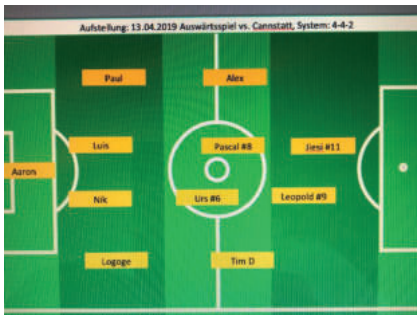 Aufstellung: 13.04.2019 Auswärtsspiel vs. Cannstatt, System: 4-4-2
Paul
Alex
Luis
Pascal #8
Jiesi #11
Aaron
Nik
Urs #6
Leopold #9
Logoge
Tim D